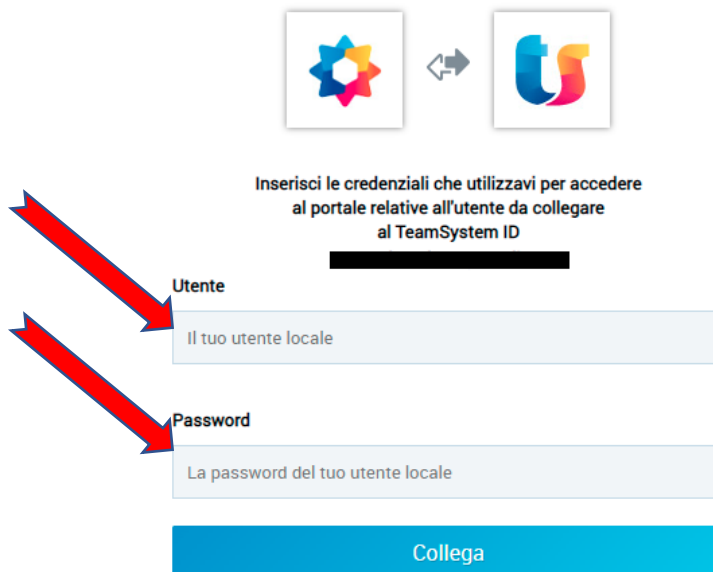 ts
Inserisci le credenziali che utilizzavi per accedere
al portale relative all'utente da collegare
al TeamSystem ID
Utente
Il tuo utente locale
Password
La password del tuo utente locale
Collega